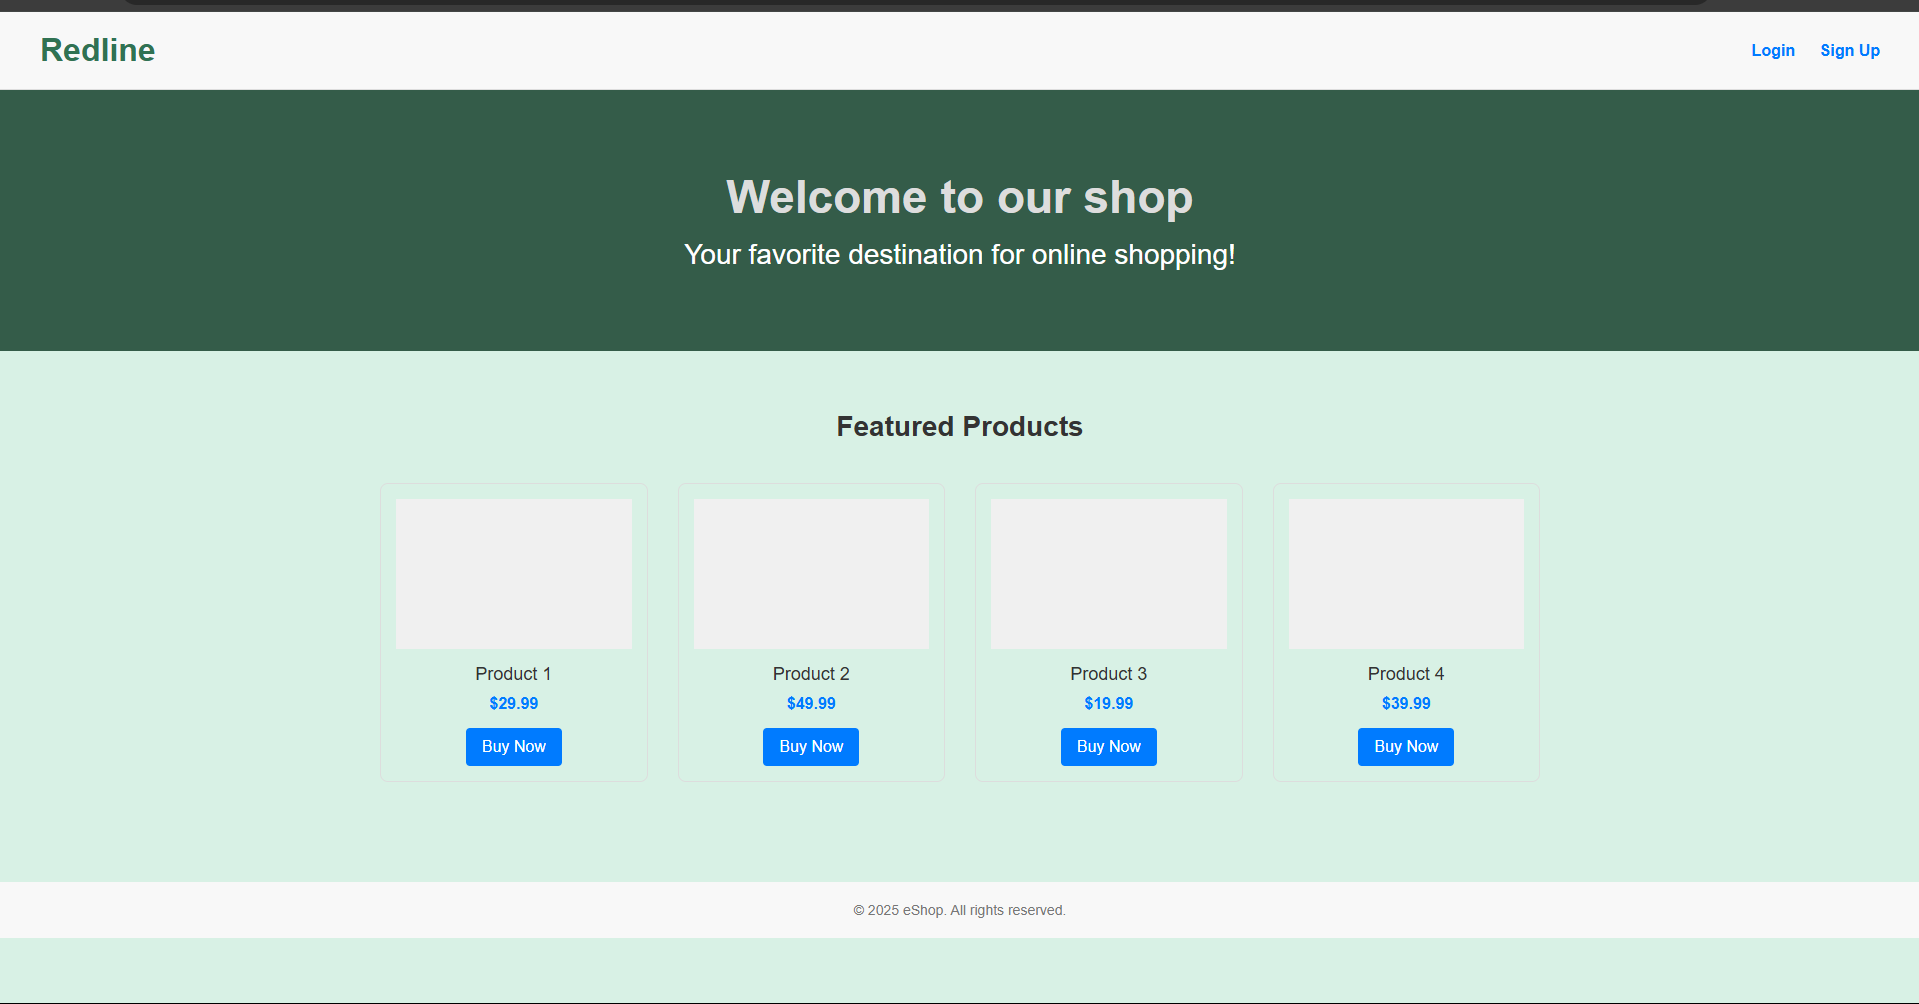 Redline
Login Sign Up
Welcome to our shop
Your favorite destination for online shopping!
Featured Products
Product 1
$29.99
Buy Now
Product 2
$49.99
Buy Now
Product 3
$19.99
Buy Now
Product 4
$39.99
Buy Now
© 2025 eShop. All rights reserved.